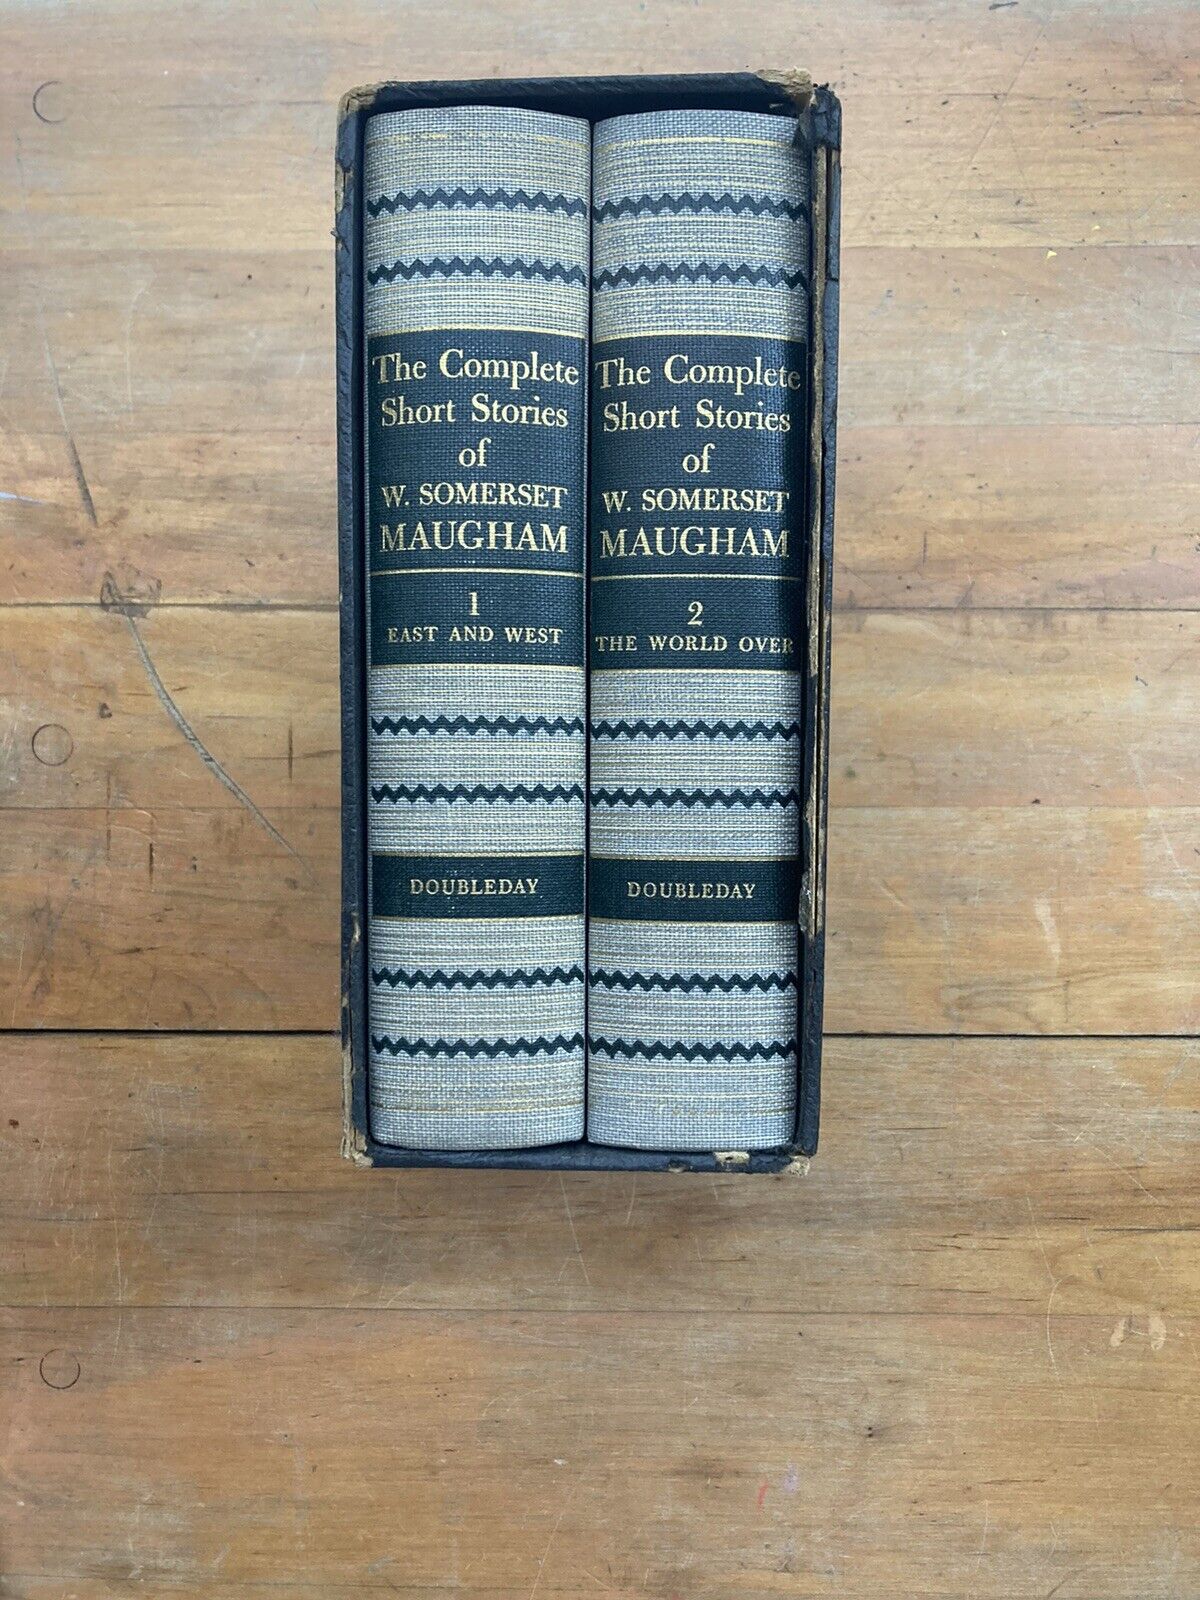 The Complete
Short Stories
of
W. SOMERSET
MAUGHAM
1
EAST AND WEST
DOUBLEDAY
The Complete
Short Stories
of
W. SOMERSET
MAUGHAM
2
THE WORLD OVER
DOUBLEDAY